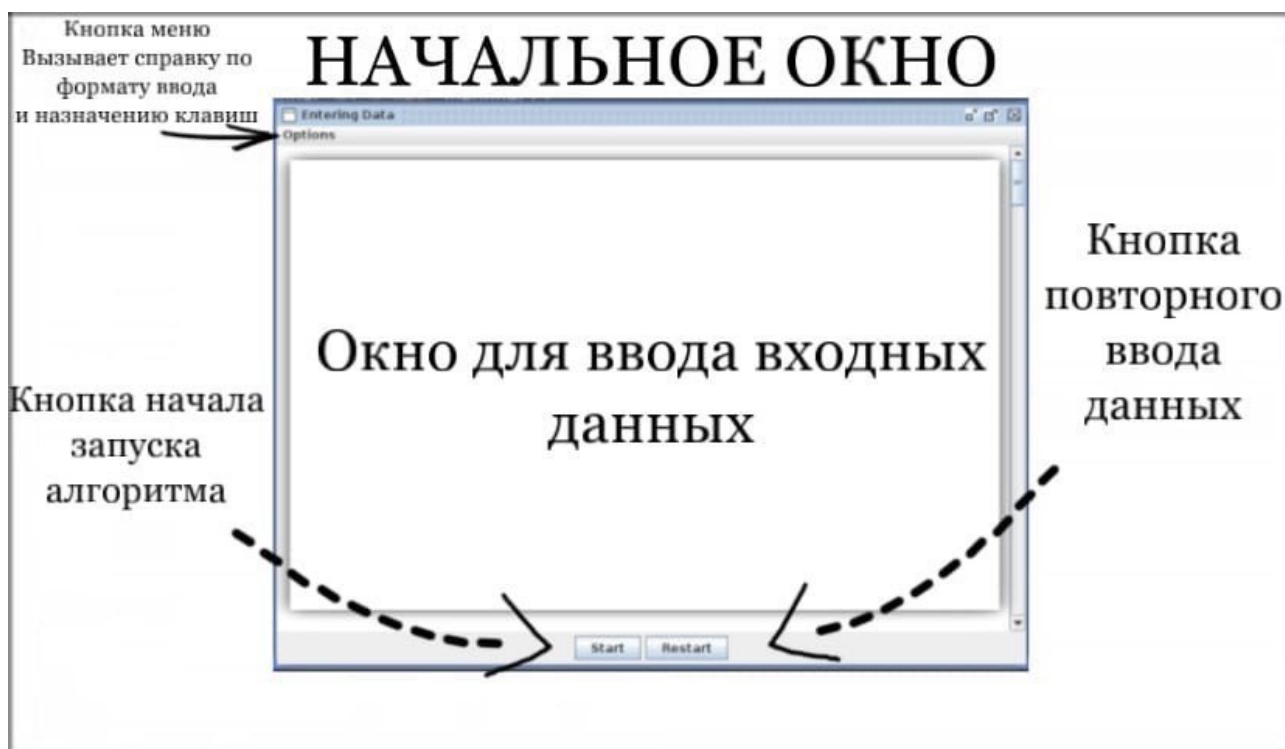 Кнопка меню
Вызывает справку по
формату ввода
и назначению клавиш
НАЧАЛЬНОЕ ОКНО
Entering Data
Options
Окно для ввода входных
данных
Кнопка
повторного
ввода
данных
Кнопка начала
запуска
алгоритма
Start
Restart